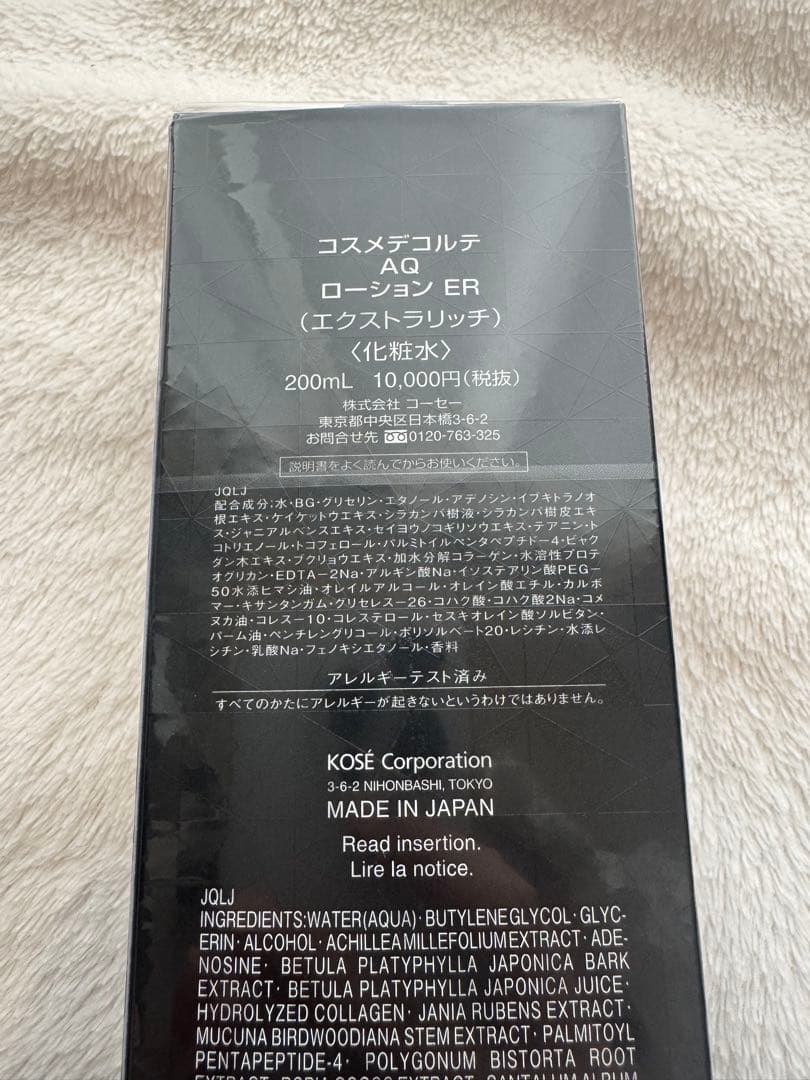 コスメデコルテ
AQ
ローション ER
（エクストラリッチ）
〈化粧水〉
200mL 10,000円（税抜）
株式会社 コーセー
東京都中央区日本橋3-6-2
お問合せ先 0120-763-325
説明書をよく読んでからお使いください。
JQLJ
配合成分：水・BG・グリセリン・エタノール・アデノシン・イブキトラノオ
根エキス・ケイケットウエキス・シラカンバ樹液・シラカンバ樹皮エキ
ス・ジャニアルベンスエキス・セイヨウノコギリソウエキス・テアニン・ト
コトリエノール・トコフェロール・パルミトイルペンタペプチド-4・ビャク
ダン木エキス・ブクリョウエキス・加水分解コラーゲン・水溶性プロテ
オグリカン・EDTA-2Na・アルギン酸Na・イソステアリン酸PEG-
50水添ヒマシ油・オレイルアルコール・オレイン酸エチル・カルボ
マー・キサンタンガム・グリセレス-26・コハク酸・コハク酸2Na・コメ
ヌカ油・コレス-10・コレステロール・セスキオレイン酸ソルビタン・
パーム油・ペンチレングリコール・ポリソルベート20・レシチン・水添レ
シチン・乳酸Na・フェノキシエタノール・香料
アレルギーテスト済み
すべてのかたにアレルギーが起きないというわけではありません。
KOSÉ Corporation
3-6-2 NIHONBASHI, TOKYO
MADE IN JAPAN
Read insertion.
Lire la notice.
JQLJ
INGREDIENTS:WATER(AQUA)・BUTYLENE GLYCOL・GLYC-
ERIN・ALCOHOL・ACHILLEA MILLEFOLIUM EXTRACT・ADE-
NOSINE・BETULA PLATYPHYLLA JAPONICA BARK
EXTRACT・BETULA PLATYPHYLLA JAPONICA JUICE・
HYDROLYZED COLLAGEN・JANIA RUBENS EXTRACT・
MUCUNA BIRDWOODIANA STEM EXTRACT・PALMITOYL
PENTAPEPTIDE-4・POLYGONUM BISTORTA ROOT
EXTRACT・PORIA COCOS EXTRACT・SANTALUM ALBUM